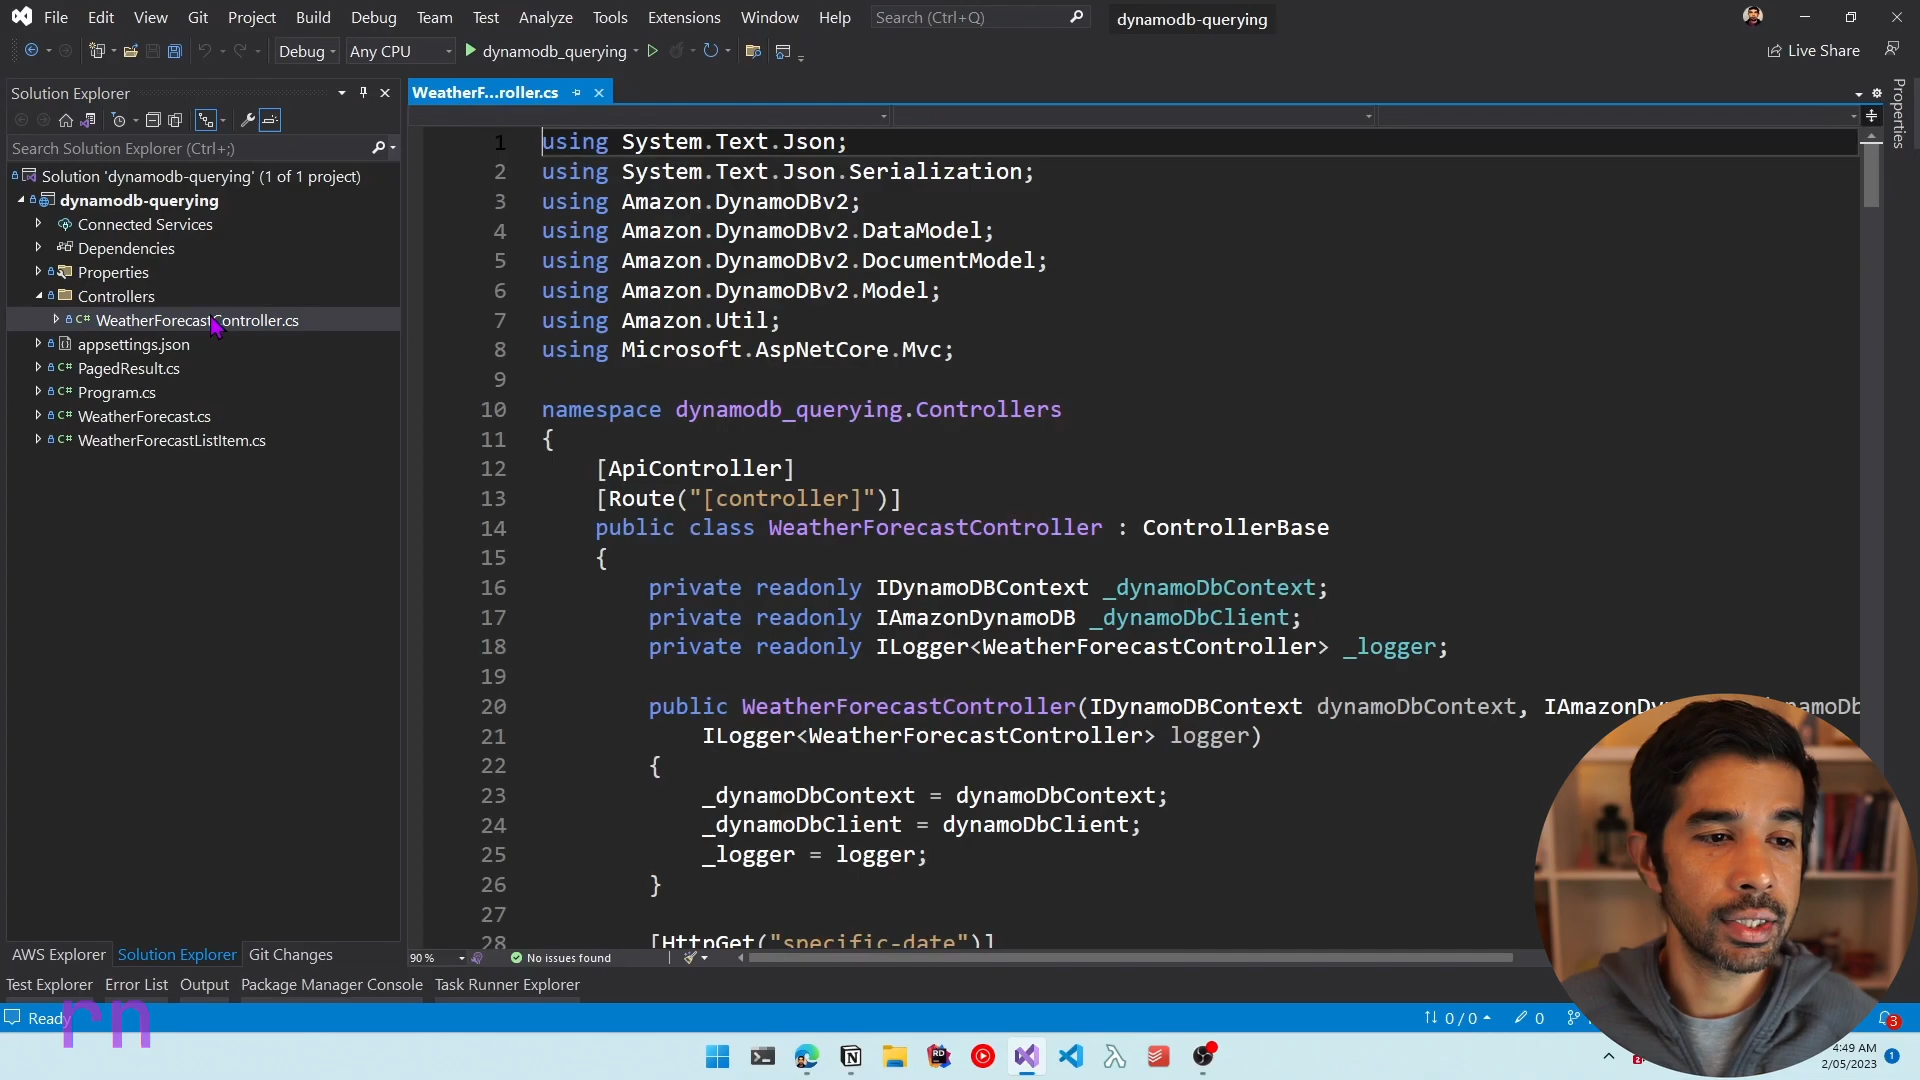 File Edit View Git Project Build Debug Team Test Analyze Tools Extensions Window Help Search (Ctrl+Q) dynamodb-querying
Debug Any CPU dynamodb_querying Live Share
Solution Explorer
WeatherF...roller.cs
Properties
Search Solution Explorer (Ctrl+;)
Solution 'dynamodb-querying' (1 of 1 project)
dynamodb-querying
Connected Services
Dependencies
Properties
Controllers
C# WeatherForecastController.cs
appsettings.json
C# PagedResult.cs
C# Program.cs
C# WeatherForecast.cs
C# WeatherForecastListItem.cs
1 using System.Text.Json;
2 using System.Text.Json.Serialization;
3 using Amazon.DynamoDBv2;
4 using Amazon.DynamoDBv2.DataModel;
5 using Amazon.DynamoDBv2.DocumentModel;
6 using Amazon.DynamoDBv2.Model;
7 using Amazon.Util;
8 using Microsoft.AspNetCore.Mvc;
9
10 namespace dynamodb_querying.Controllers
11 {
12 [ApiController]
13 [Route("[controller]")]
14 public class WeatherForecastController : ControllerBase
15 {
16 private readonly IDynamoDBContext _dynamoDbContext;
17 private readonly IAmazonDynamoDB _dynamoDbClient;
18 private readonly ILogger<WeatherForecastController> _logger;
19
20 public WeatherForecastController(IDynamoDBContext dynamoDbContext,
21 ILogger<WeatherForecastController> logger)
22 {
23 _dynamoDbContext = dynamoDbContext;
24 _dynamoDbClient = dynamoDbClient;
25 _logger = logger;
26 }
27
28 [HttpGet("specific-date")]
AWS Explorer Solution Explorer Git Changes
90 % No issues found
Test Explorer Error List Output Package Manager Console Task Runner Explorer
Ready
rn
0 / 0 0
3
RD
4:49 AM
2/05/2023
1